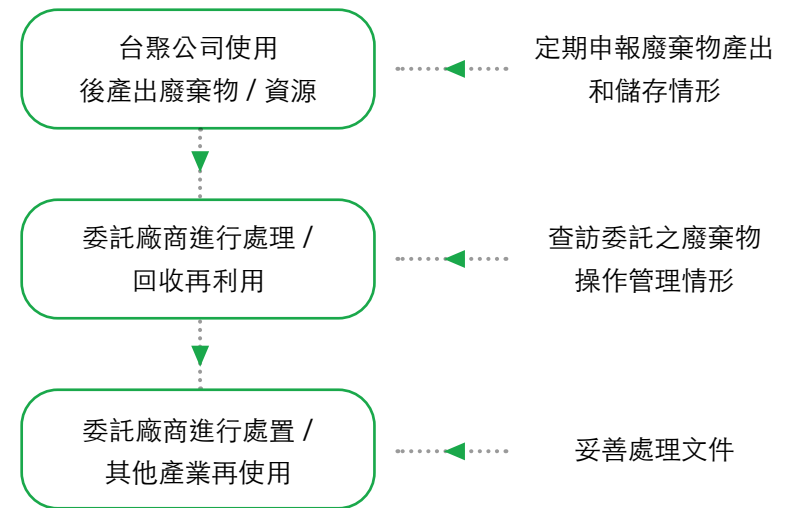 台聚公司使用
後產出廢棄物 / 資源
定期申報廢棄物產出
和儲存情形
委託廠商進行處理 /
回收再利用
查訪委託之廢棄物
操作管理情形
委託廠商進行處置 /
其他產業再使用
妥善處理文件